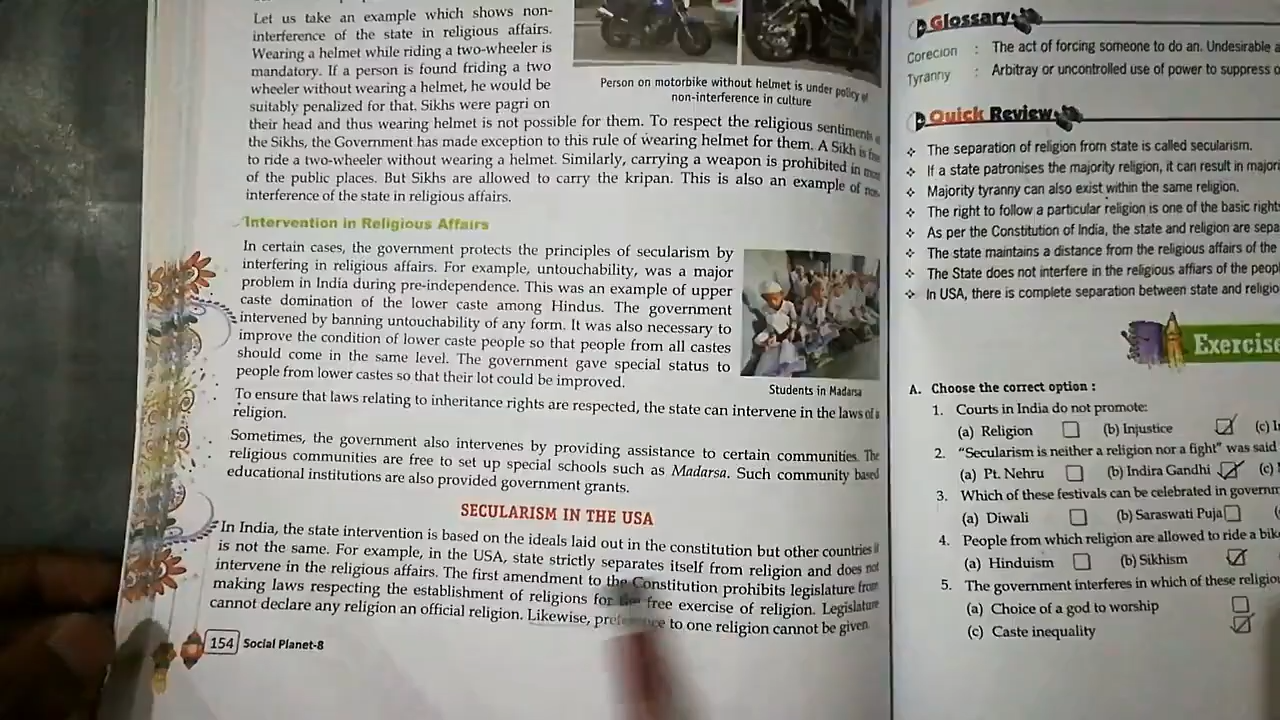 Let us take an example which shows non-
interference of the state in religious affairs.
Wearing a helmet while riding a two-wheeler is
mandatory. If a person is found friding a two
wheeler without wearing a helmet, he would be
suitably penalized for that. Sikhs were pagri on
their head and thus wearing helmet is not possible for them. To respect the religious sentiments
the Sikhs, the Government has made exception to this rule of wearing helmet for them. A Sikh is free
to ride a two-wheeler without wearing a helmet. Similarly, carrying a weapon is prohibited in most
of the public places. But Sikhs are allowed to carry the kripan. This is also an example of non-
interference of the state in religious affairs.
Person on motorbike without helmet is under policy of
non-interference in culture
Intervention in Religious Affairs
In certain cases, the government protects the principles of secularism by
interfering in religious affairs. For example, untouchability, was a major
problem in India during pre-independence. This was an example of upper
caste domination of the lower caste among Hindus. The government
intervened by banning untouchability of any form. It was also necessary to
improve the condition of lower caste people so that people from all castes
should come in the same level. The government gave special status to
people from lower castes so that their lot could be improved.
Students in Madarsa
To ensure that laws relating to inheritance rights are respected, the state can intervene in the laws of a
religion.
Sometimes, the government also intervenes by providing assistance to certain communities. The
religious communities are free to set up special schools such as Madarsa. Such community based
educational institutions are also provided government grants.
SECULARISM IN THE USA
In India, the state intervention is based on the ideals laid out in the constitution but other countries it
is not the same. For example, in the USA, state strictly separates itself from religion and does not
intervene in the religious affairs. The first amendment to the Constitution prohibits legislature from
making laws respecting the establishment of religions for the free exercise of religion. Legislature
cannot declare any religion an official religion. Likewise, preference to one religion cannot be given.
154 Social Planet-8
Glossary
Corecion : The act of forcing someone to do an. Undesirable
Tyranny : Arbitray or uncontrolled use of power to suppress
Quick Review
The separation of religion from state is called secularism.
If a state patronises the majority religion, it can result in major
Majority tyranny can also exist within the same religion.
The right to follow a particular religion is one of the basic rights
As per the Constitution of India, the state and religion are sepa
The state maintains a distance from the religious affairs of the
The State does not interfere in the religious affiars of the peopl
In USA, there is complete separation between state and religio
Exercise
A. Choose the correct option :
1. Courts in India do not promote:
(a) Religion (b) Injustice (c) I
2. “Secularism is neither a religion nor a fight” was said
(a) Pt. Nehru (b) Indira Gandhi (c)
3. Which of these festivals can be celebrated in governm
(a) Diwali (b) Saraswati Puja
4. People from which religion are allowed to ride a bik
(a) Hinduism (b) Sikhism
5. The government interferes in which of these religiou
(a) Choice of a god to worship
(c) Caste inequality